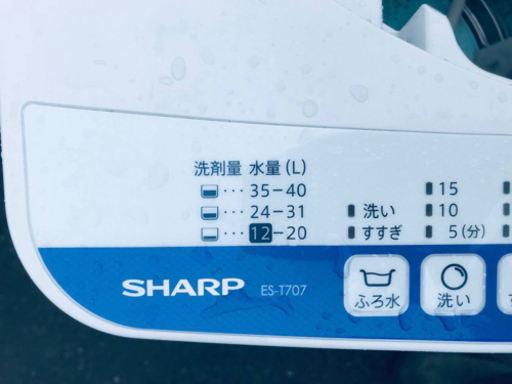 洗剤量 水量(L)
･･･35-40
･･･24-31
･･･12-20
洗い
すすぎ
15
10
5(分)
SHARP ES-T707
ふろ水
洗い